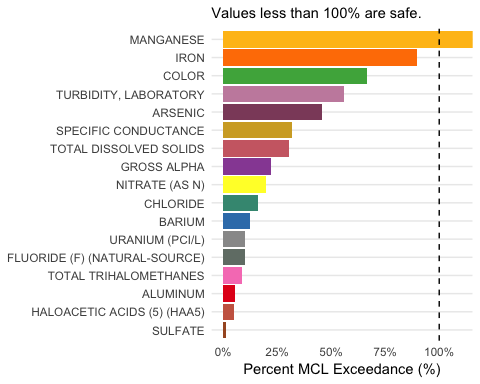 Values less than 100% are safe.
MANGANESE
IRON
COLOR
TURBIDITY, LABORATORY
ARSENIC
SPECIFIC CONDUCTANCE
TOTAL DISSOLVED SOLIDS
GROSS ALPHA
NITRATE (AS N)
CHLORIDE
BARIUM
URANIUM (PCI/L)
FLUORIDE (F) (NATURAL-SOURCE)
TOTAL TRIHALOMETHANES
ALUMINUM
HALOACETIC ACIDS (5) (HAA5)
SULFATE
0% 25% 50% 75% 100%
Percent MCL Exceedance (%)